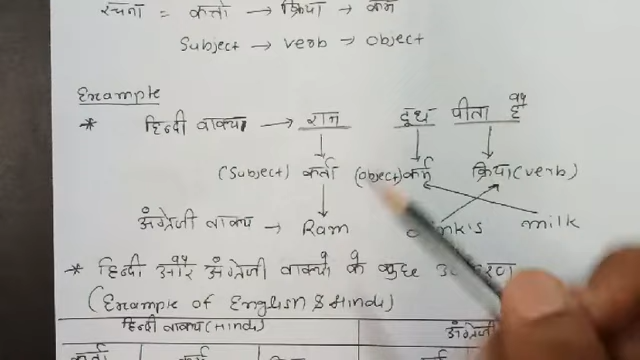 रचना = कर्त्ता → क्रिया → कर्म
Subject → verb → object
Example
* हिन्दी वाक्य → राम दूध पीता है
(Subject) कर्ता (object) कर्म क्रिया (verb)
अंग्रेजी वाक्य → Ram milk
* हिन्दी और अंग्रेजी वाक्यों के कुछ
(Example of English & Hindi)
हिन्दी वाक्य (Hindi)